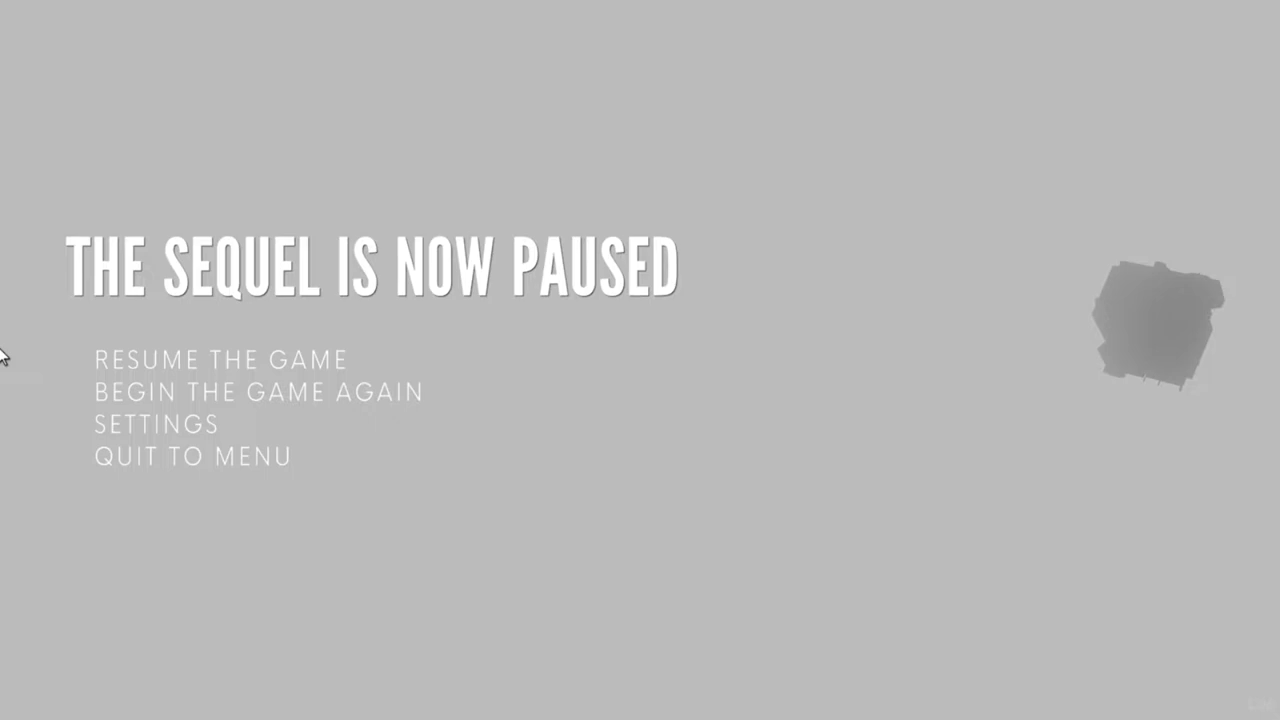 THE SEQUEL IS NOW PAUSED
RESUME THE GAME
BEGIN THE GAME AGAIN
SETTINGS
QUIT TO MENU